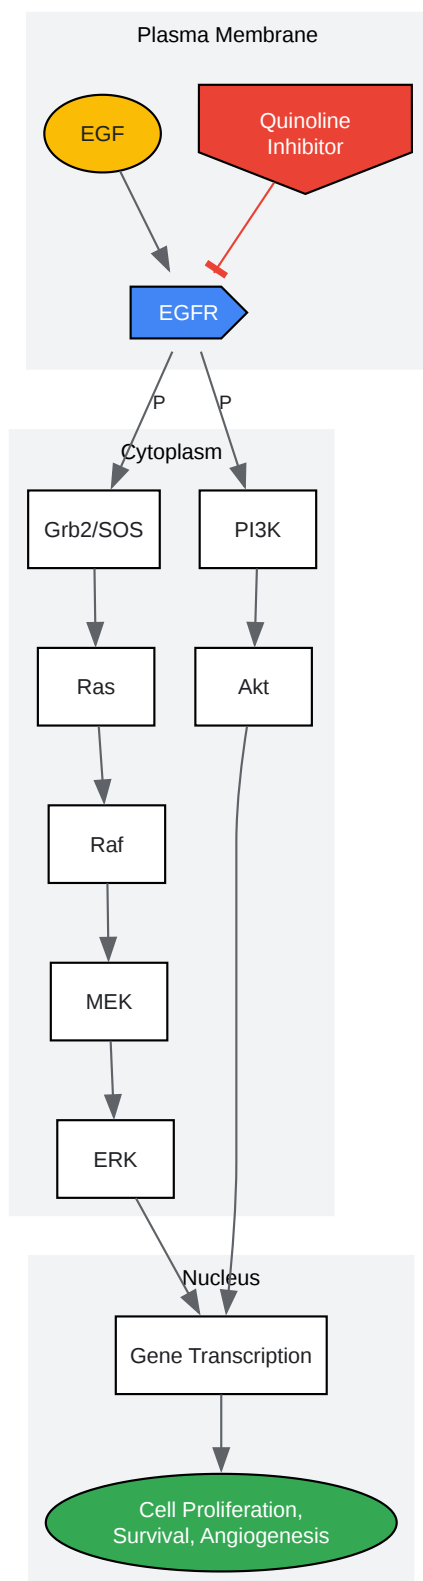 Plasma Membrane
EGF
Quinoline
Inhibitor
EGFR
P
P
Cytoplasm
Grb2/SOS
PI3K
Ras
Akt
Raf
MEK
ERK
Nucleus
Gene Transcription
Cell Proliferation,
Survival, Angiogenesis